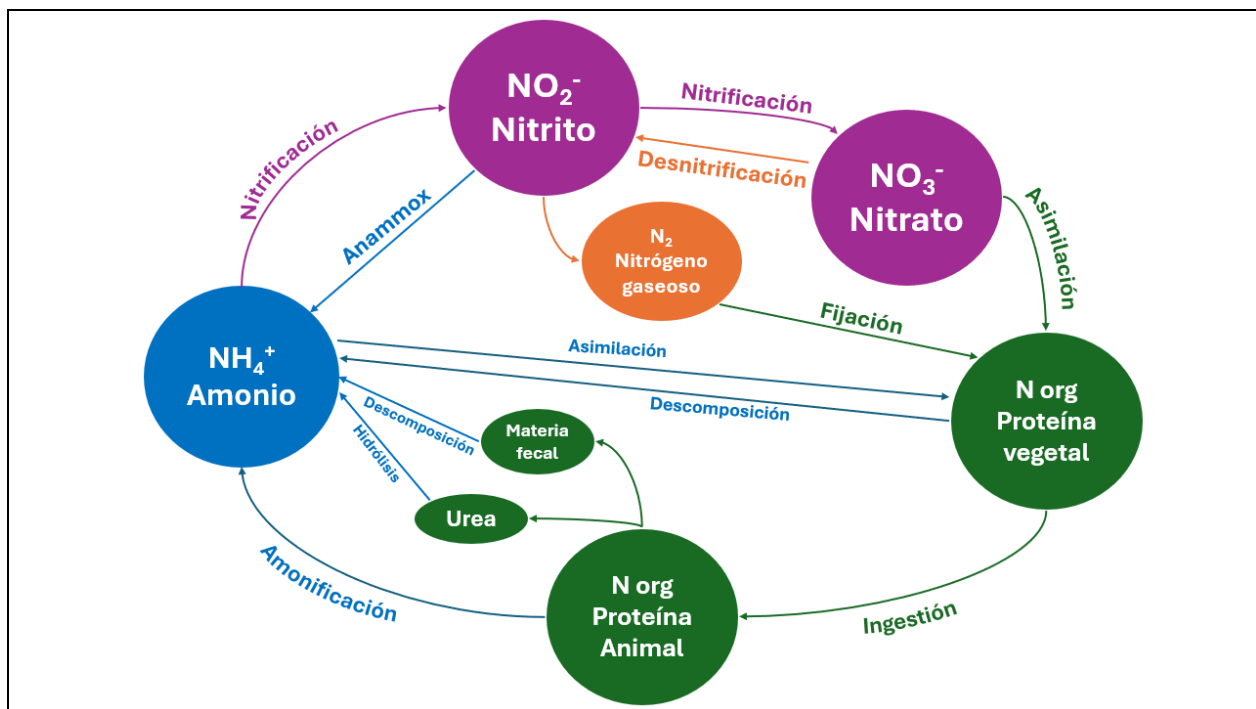 NO₂⁻
Nitrito
Nitrificación
Nitrificación
Desnitrificación
NO₃⁻
Nitrato
Anammox
N₂
Nitrógeno
gaseoso
Asimilación
Fijación
NH₄⁺
Amonio
Asimilación
Descomposición
N org
Proteína
vegetal
Descomposición
Materia
fecal
Hidrólisis
Urea
Amonificación
N org
Proteína
Animal
Ingestión